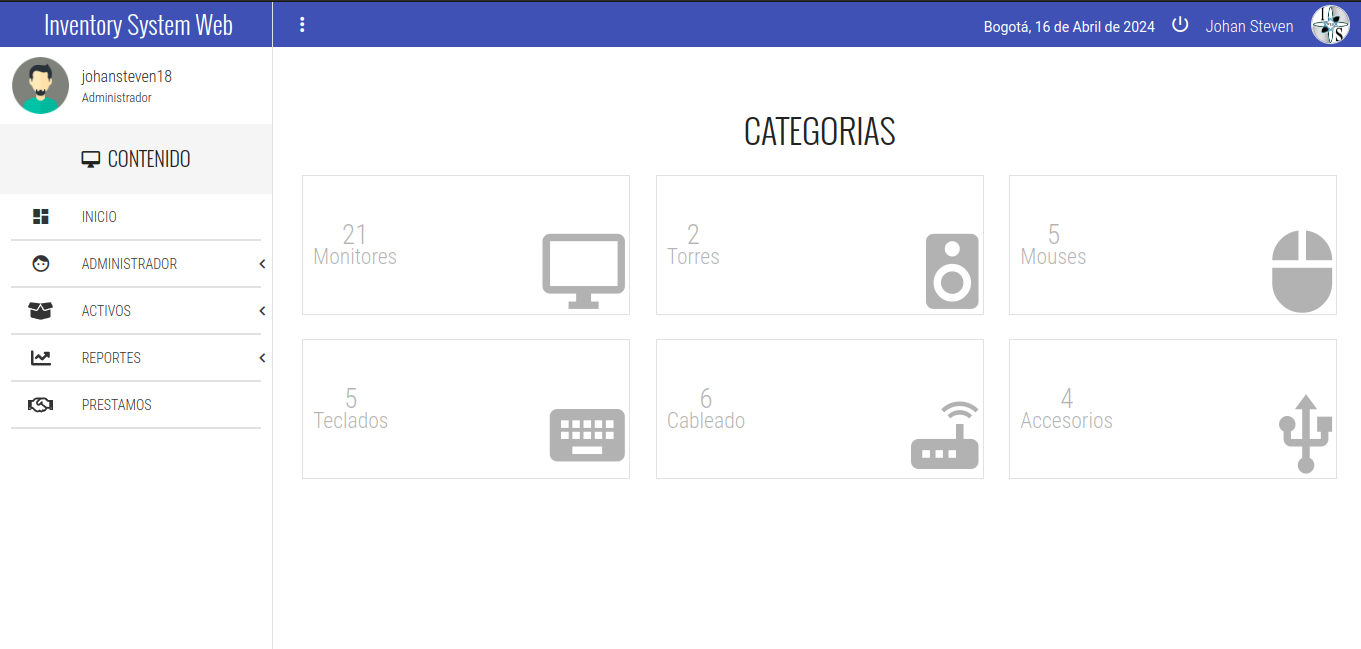 Inventory System Web
Bogotá, 16 de Abril de 2024
Johan Steven
johansteven18
Administrador
CONTENIDO
INICIO
ADMINISTRADOR
ACTIVOS
REPORTES
PRESTAMOS
CATEGORIAS
21
Monitores
2
Torres
5
Mouses
5
Teclados
6
Cableado
4
Accesorios